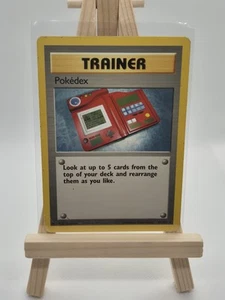 TRAINER
Pokédex
Look at up to 5 cards from the
top of your deck and rearrange
them as you like.